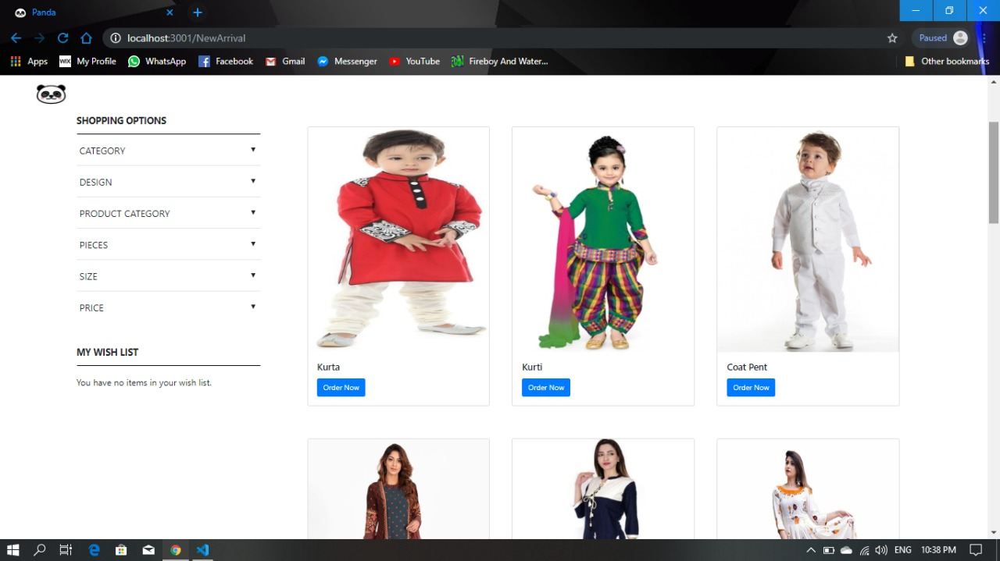 Panda
localhost:3001/NewArrival
Paused
Apps
WiX My Profile
WhatsApp
Facebook
Gmail
Messenger
YouTube
Fireboy And Water...
Other bookmarks
SHOPPING OPTIONS
CATEGORY
DESIGN
PRODUCT CATEGORY
PIECES
SIZE
PRICE
MY WISH LIST
You have no items in your wish list.
Kurta
Order Now
Kurti
Order Now
Coat Pent
Order Now
ENG
10:38 PM